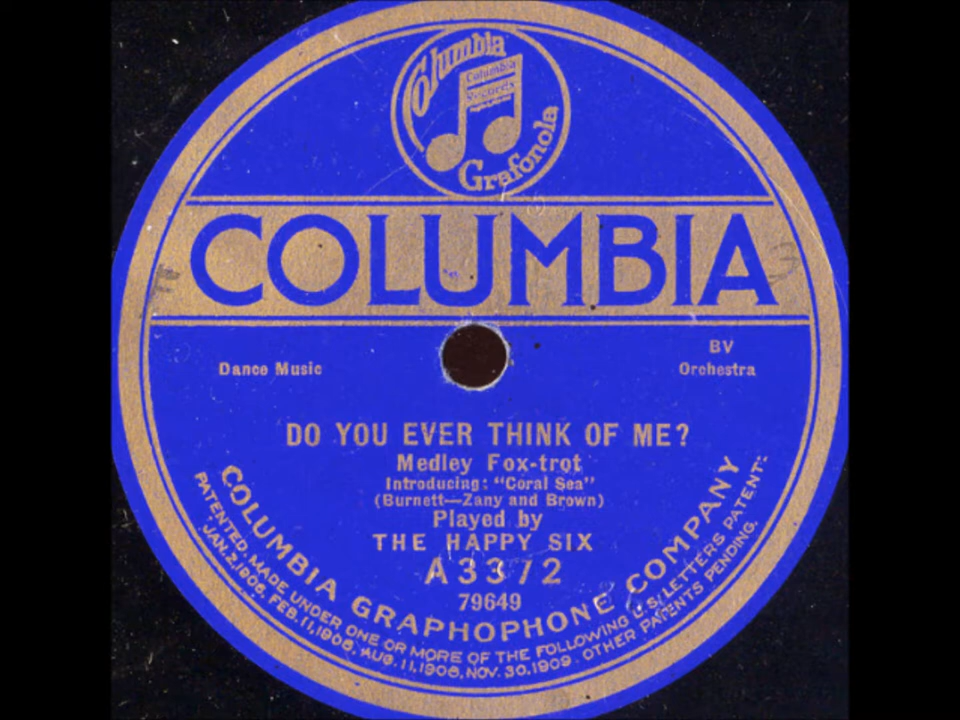 Columbia
Columbia
Records
Grafonola
COLUMBIA
Dance Music
BV
Orchestra
DO YOU EVER THINK OF ME?
Medley Fox-trot
Introducing: "Coral Sea"
(Burnett—Zany and Brown)
Played by
THE HAPPY SIX
A3372
79649
COLUMBIA GRAPHOPHONE COMPANY
PATENTED. MADE UNDER ONE OR MORE OF THE FOLLOWING U.S. LETTERS PATENT:
JAN. 2, 1906, FEB. 11, 1908, AUG. 11, 1908, NOV. 30, 1909. OTHER PATENTS PENDING.